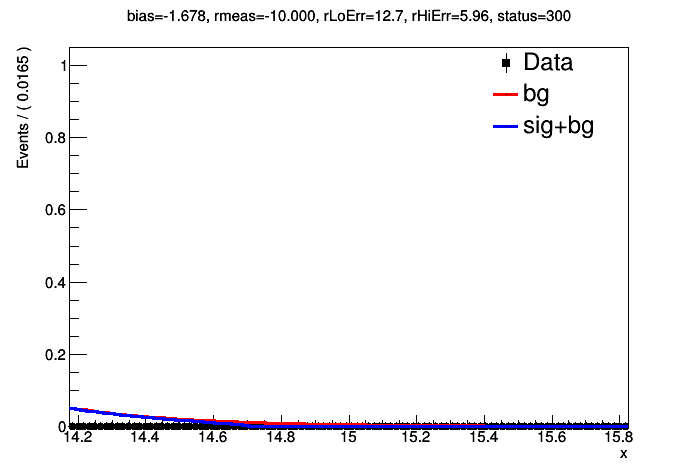 bias=-1.678, rmeas=-10.000, rLoErr=12.7, rHiErr=5.96, status=300
Events / ( 0.0165 )
1
0.8
0.6
0.4
0.2
0
Data
bg
sig+bg
14.2 14.4 14.6 14.8 15 15.2 15.4 15.6 15.8
x